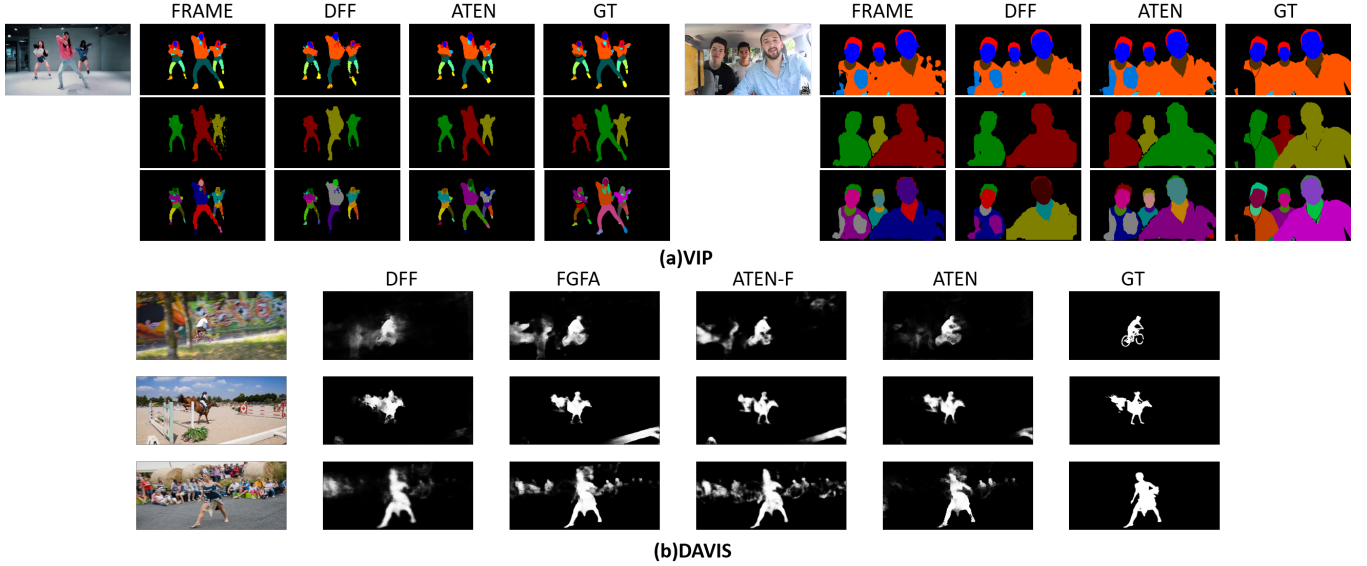 FRAME DFF ATEN GT FRAME DFF ATEN GT
(a)VIP
DFF FGFA ATEN-F ATEN GT
(b)DAVIS